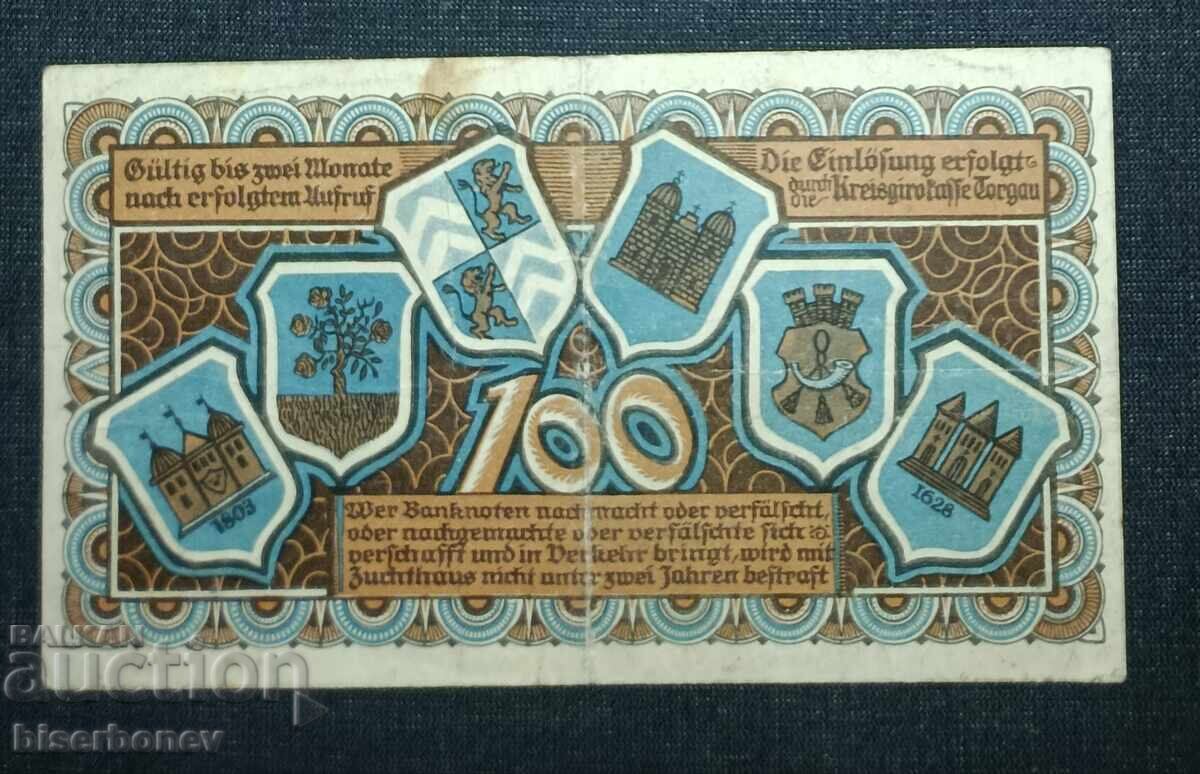 Gültig bis zwei Monate
nach erfolgtem Aufruf
Die Einlösung erfolgt
durch die Kreisgirokasse Torgau
100
1803
1628
Wer Banknoten nachmacht oder verfälscht,
oder nachgemachte oder verfälschte sich
verschafft und in Verkehr bringt, wird mit
Zuchthaus nicht unter zwei Jahren bestraft
BALKAN
auction
biserbonev